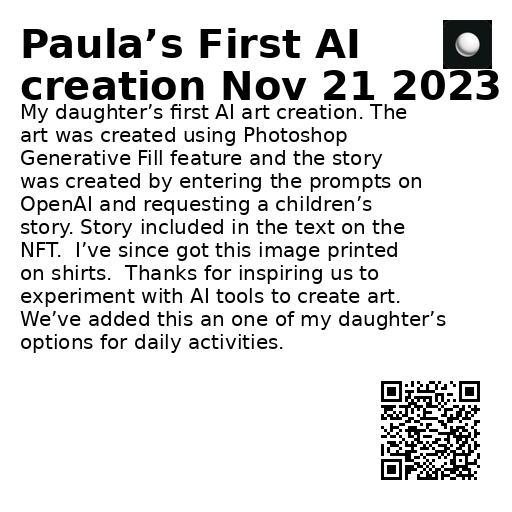 Paula’s First AI
creation Nov 21 2023
My daughter’s first AI art creation. The
art was created using Photoshop
Generative Fill feature and the story
was created by entering the prompts on
OpenAI and requesting a children’s
story. Story included in the text on the
NFT.  I’ve since got this image printed
on shirts.  Thanks for inspiring us to
experiment with AI tools to create art.
We’ve added this an one of my daughter’s
options for daily activities.